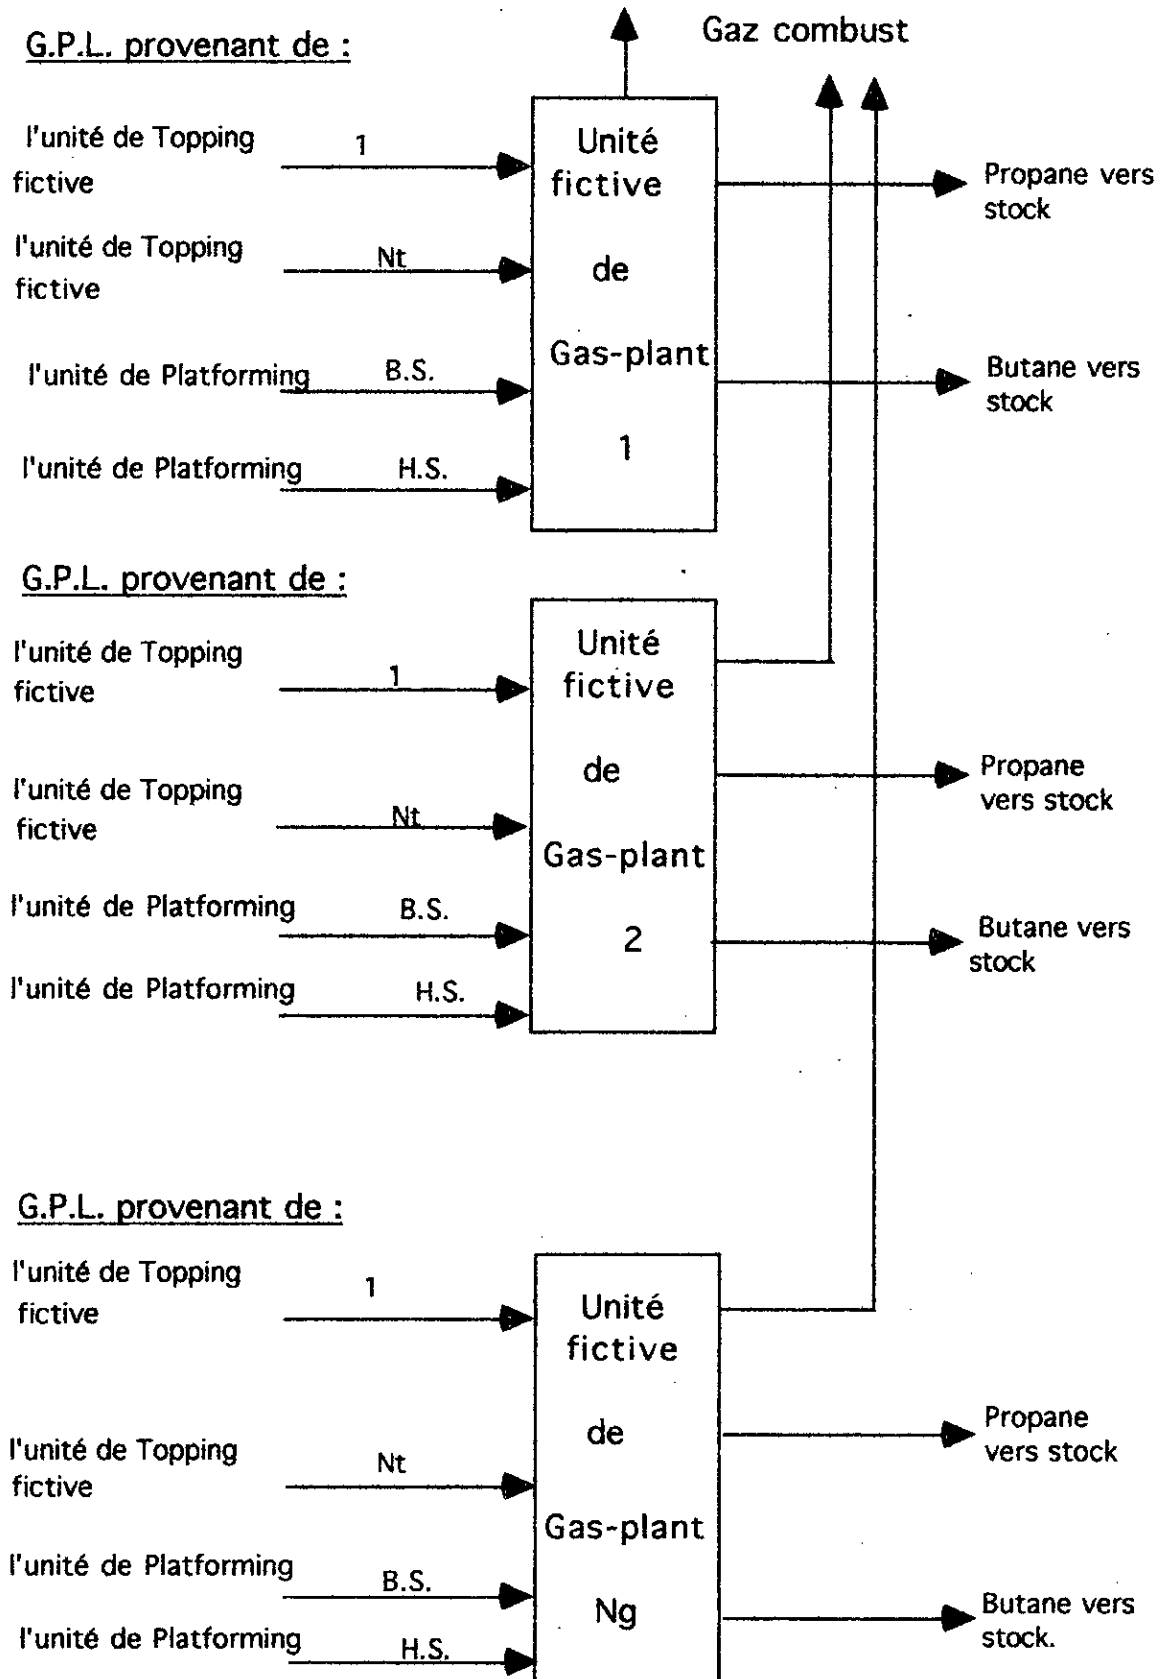 Gaz combust
G.P.L. provenant de :
l'unité de Topping
fictive
1
l'unité de Topping
fictive
Nt
l'unité de Platforming
B.S.
l'unité de Platforming
H.S.
Unité
fictive
de
Gas-plant
1
Propane vers
stock
Butane vers
stock
G.P.L. provenant de :
l'unité de Topping
fictive
1
l'unité de Topping
fictive
Nt
l'unité de Platforming
B.S.
l'unité de Platforming
H.S.
Unité
fictive
de
Gas-plant
2
Propane
vers stock
Butane vers
stock
G.P.L. provenant de :
l'unité de Topping
fictive
1
l'unité de Topping
fictive
Nt
l'unité de Platforming
B.S.
l'unité de Platforming
H.S.
Unité
fictive
de
Gas-plant
Ng
Propane
vers stock
Butane vers
stock.